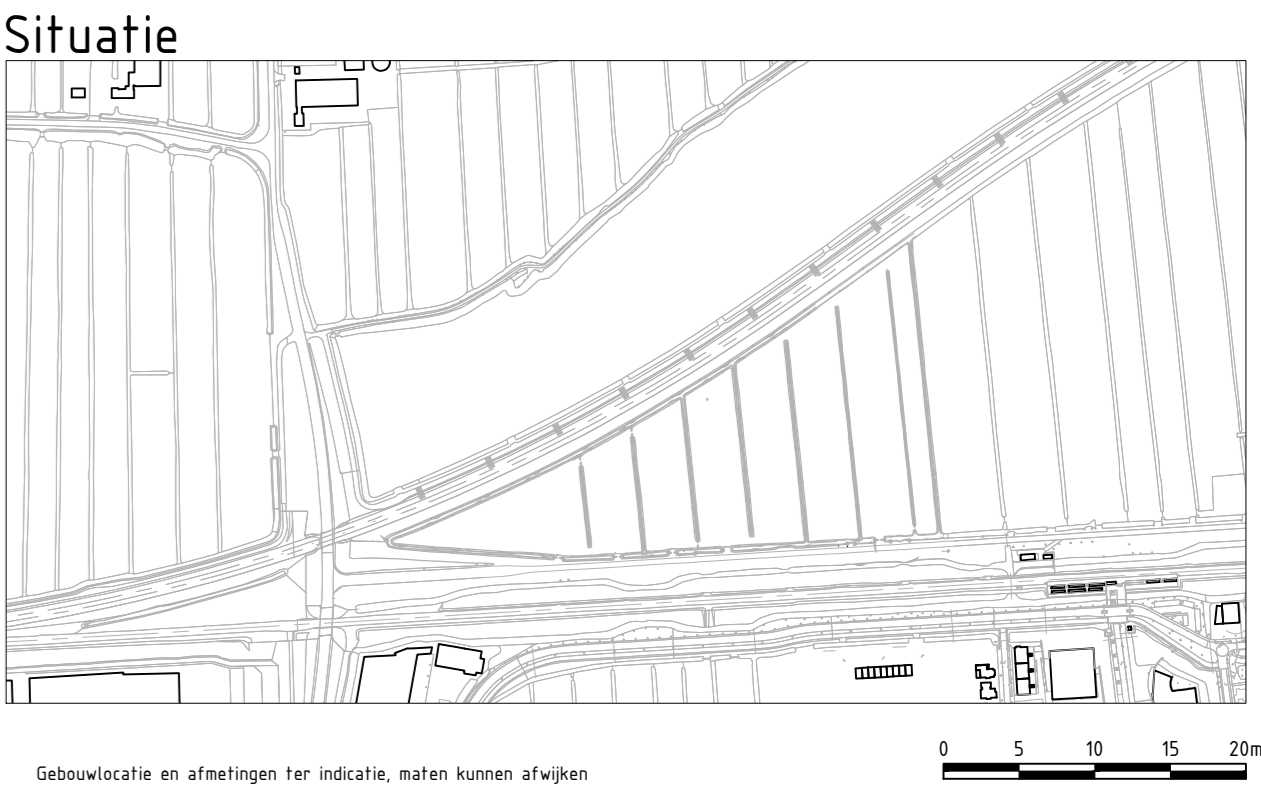 Situatie
0 5 10 15 20m
Gebouwlocatie en afmetingen ter indicatie, maten kunnen afwijken